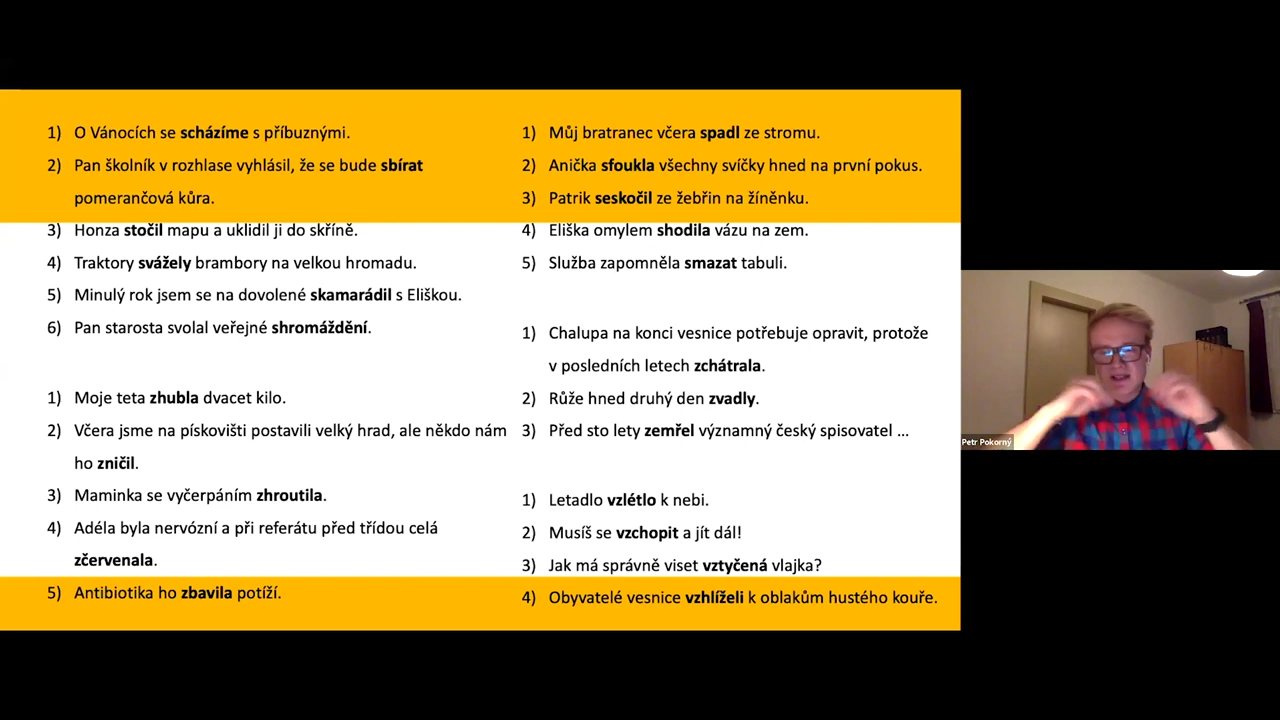 1) O Vánocích se scházíme s příbuznými.
2) Pan školník v rozhlase vyhlásil, že se bude sbírat
pomerančová kůra.
3) Honza stočil mapu a uklidil ji do skříně.
4) Traktory svážely brambory na velkou hromadu.
5) Minulý rok jsem se na dovolené skamarádil s Eliškou.
6) Pan starosta svolal veřejné shromáždění.
1) Moje teta zhubla dvacet kilo.
2) Včera jsme na pískovišti postavili velký hrad, ale někdo nám
ho zničil.
3) Maminka se vyčerpáním zhroutila.
4) Adéla byla nervózní a při referátu před třídou celá
zčervenala.
5) Antibiotika ho zbavila potíží.
1) Můj bratranec včera spadl ze stromu.
2) Anička sfoukla všechny svíčky hned na první pokus.
3) Patrik seskočil ze žebřin na žíněnku.
4) Eliška omylem shodila vázu na zem.
5) Služba zapomněla smazat tabuli.
1) Chalupa na konci vesnice potřebuje opravit, protože
v posledních letech zchátrala.
2) Růže hned druhý den zvadly.
3) Před sto lety zemřel významný český spisovatel ...
1) Letadlo vzlétlo k nebi.
2) Musíš se vzchopit a jít dál!
3) Jak má správně viset vztyčená vlajka?
4) Obyvatelé vesnice vzhlíželi k oblakům hustého kouře.
Petr Pokorný